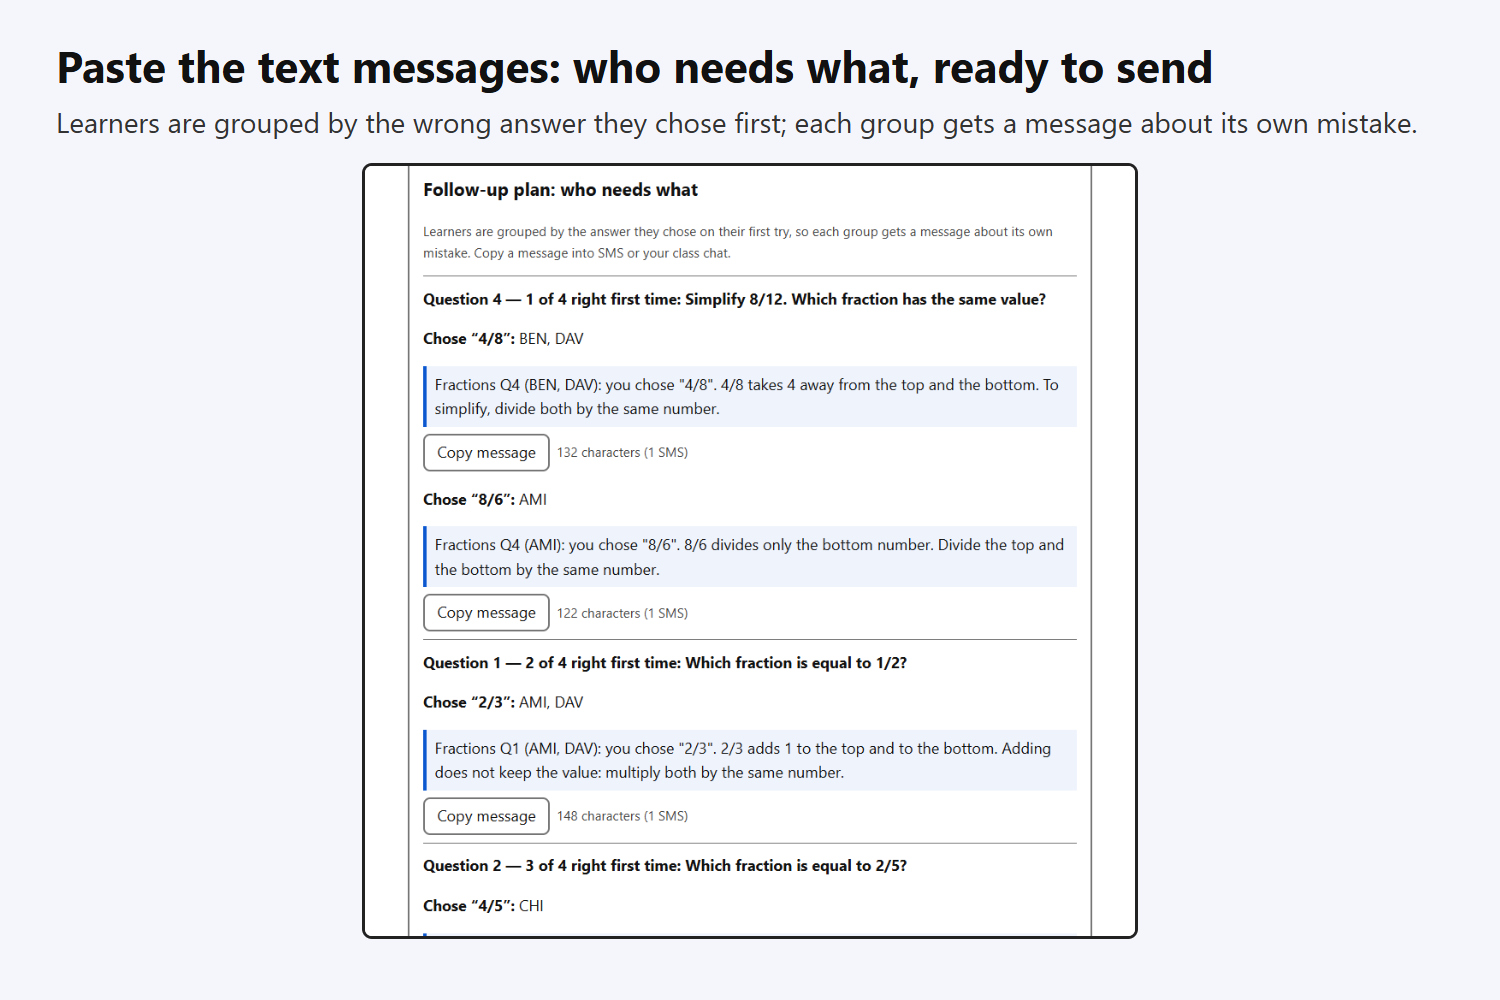 Paste the text messages: who needs what, ready to send
Learners are grouped by the wrong answer they chose first; each group gets a message about its own mistake.
Follow-up plan: who needs what
Learners are grouped by the answer they chose on their first try, so each group gets a message about its own
mistake. Copy a message into SMS or your class chat.
Question 4 — 1 of 4 right first time: Simplify 8/12. Which fraction has the same value?
Chose “4/8”: BEN, DAV
Fractions Q4 (BEN, DAV): you chose "4/8". 4/8 takes 4 away from the top and the bottom. To
simplify, divide both by the same number.
Copy message 132 characters (1 SMS)
Chose “8/6”: AMI
Fractions Q4 (AMI): you chose "8/6". 8/6 divides only the bottom number. Divide the top and
the bottom by the same number.
Copy message 122 characters (1 SMS)
Question 1 — 2 of 4 right first time: Which fraction is equal to 1/2?
Chose “2/3”: AMI, DAV
Fractions Q1 (AMI, DAV): you chose "2/3". 2/3 adds 1 to the top and to the bottom. Adding
does not keep the value: multiply both by the same number.
Copy message 148 characters (1 SMS)
Question 2 — 3 of 4 right first time: Which fraction is equal to 2/5?
Chose “4/5”: CHI